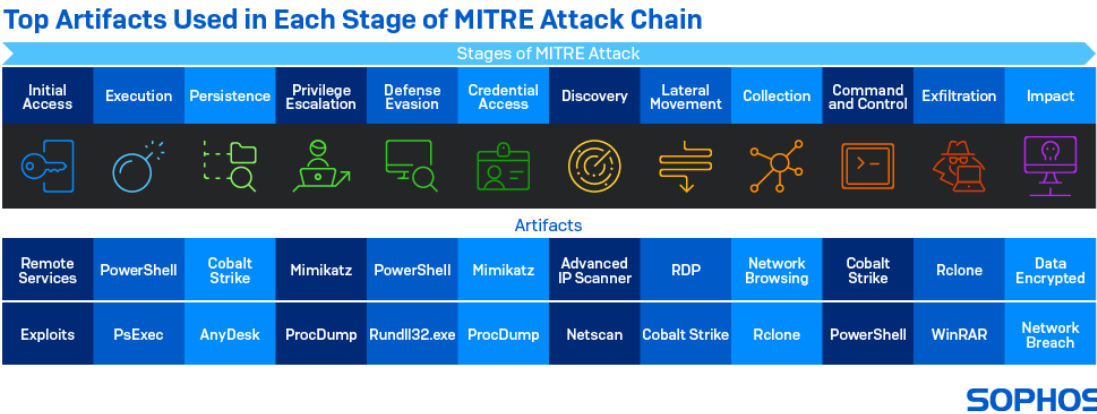 Top Artifacts Used in Each Stage of MITRE Attack Chain
Stages of MITRE Attack
Initial Access
Execution
Persistence
Privilege Escalation
Defense Evasion
Credential Access
Discovery
Lateral Movement
Collection
Command and Control
Exfiltration
Impact
>-
Artifacts
Remote Services
PowerShell
Cobalt Strike
Mimikatz
PowerShell
Mimikatz
Advanced IP Scanner
RDP
Network Browsing
Cobalt Strike
Rclone
Data Encrypted
Exploits
PsExec
AnyDesk
ProcDump
Rundll32.exe
ProcDump
Netscan
Cobalt Strike
Rclone
PowerShell
WinRAR
Network Breach
SOPHOS